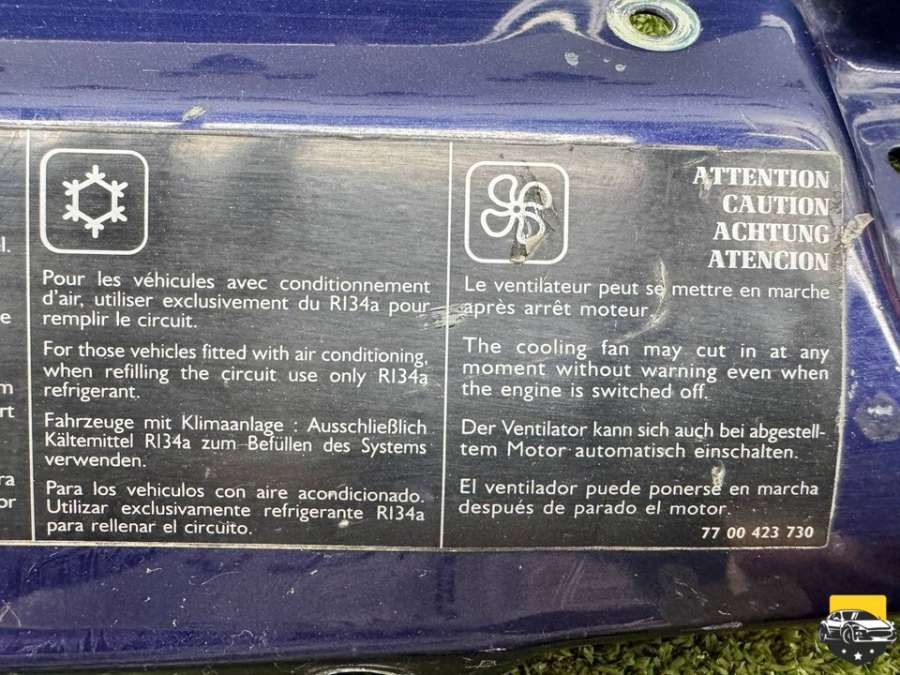 l.
e
m
rt
ra
or
Pour les véhicules avec conditionnement
d'air, utiliser exclusivement du R134a pour
remplir le circuit.
For those vehicles fitted with air conditioning,
when refilling the circuit use only R134a
refrigerant.
Fahrzeuge mit Klimaanlage : Ausschließlich
Kältemittel R134a zum Befüllen des Systems
verwenden.
Para los vehiculos con aire acondicionado.
Utilizar exclusivamente refrigerante R134a
para rellenar el circuito.
ATTENTION
CAUTION
ACHTUNG
ATENCION
Le ventilateur peut se mettre en marche
après arrêt moteur.
The cooling fan may cut in at any
moment without warning even when
the engine is switched off.
Der Ventilator kann sich auch bei abgestell-
tem Motor automatisch einschalten.
El ventilador puede ponerse en marcha
después de parado el motor.
77 00 423 730